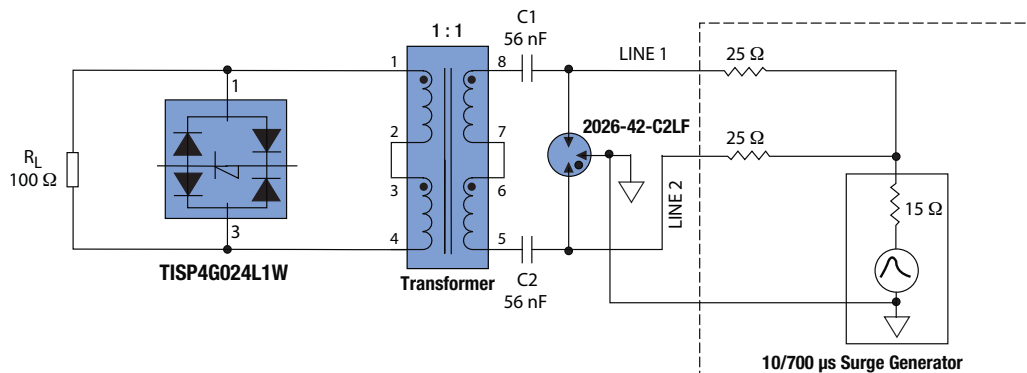 C1
56 nF
1 : 1
LINE 1
25 Ω
1
8
1
2026-42-C2LF
2
7
25 Ω
R_L
100 Ω
3
6
LINE 2
15 Ω
3
4
5
TISP4G024L1W
Transformer
C2
56 nF
10/700 µs Surge Generator